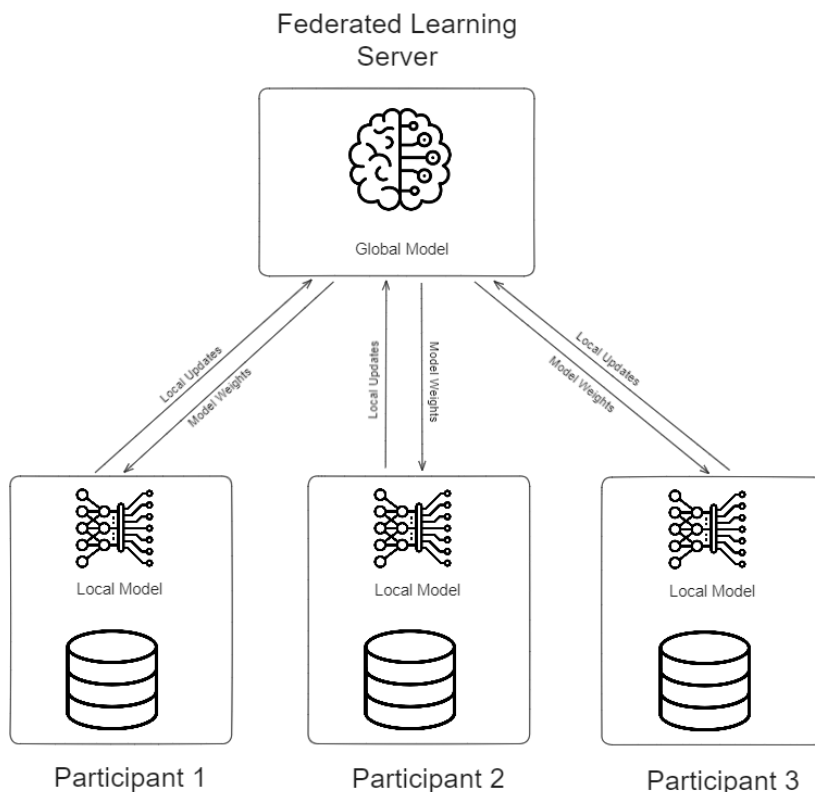 Federated Learning
Server
Global Model
Local Updates
Model Weights
Local Updates
Model Weights
Local Updates
Model Weights
Local Model
Local Model
Local Model
Participant 1
Participant 2
Participant 3